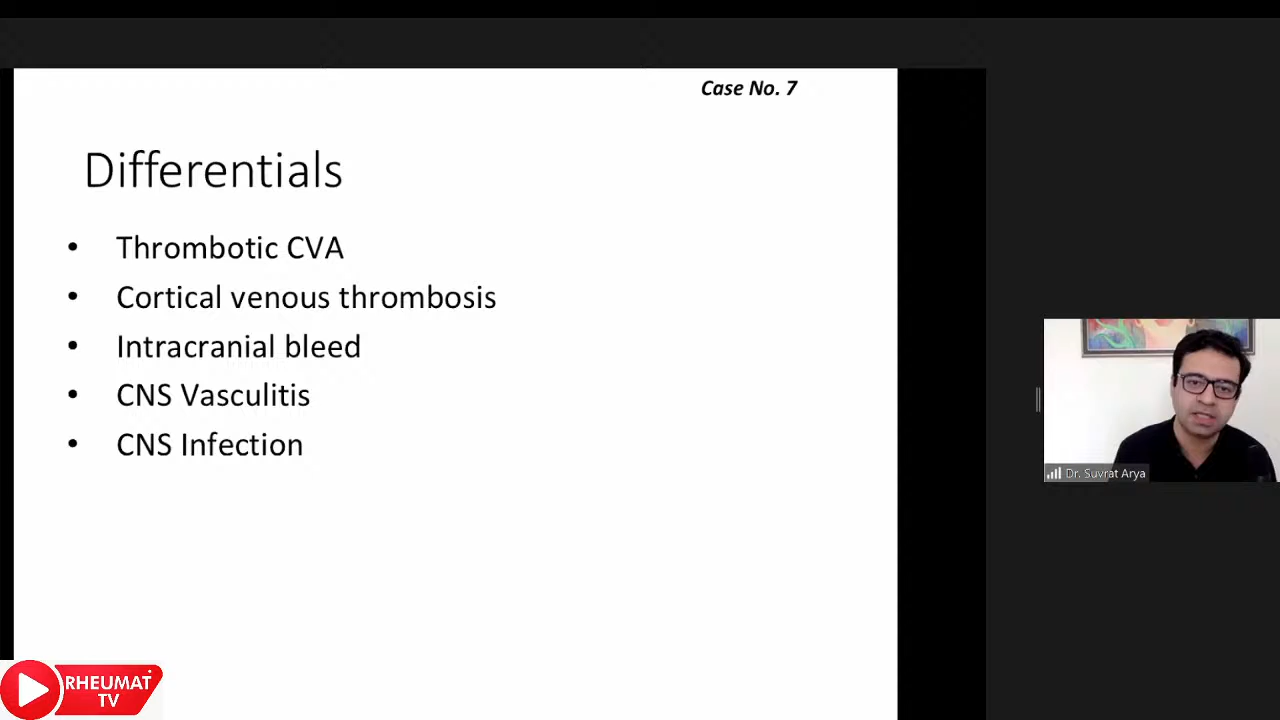 Case No. 7
Differentials
• Thrombotic CVA
• Cortical venous thrombosis
• Intracranial bleed
• CNS Vasculitis
• CNS Infection
Dr. Suvrat Arya
RHEUMAT
TV